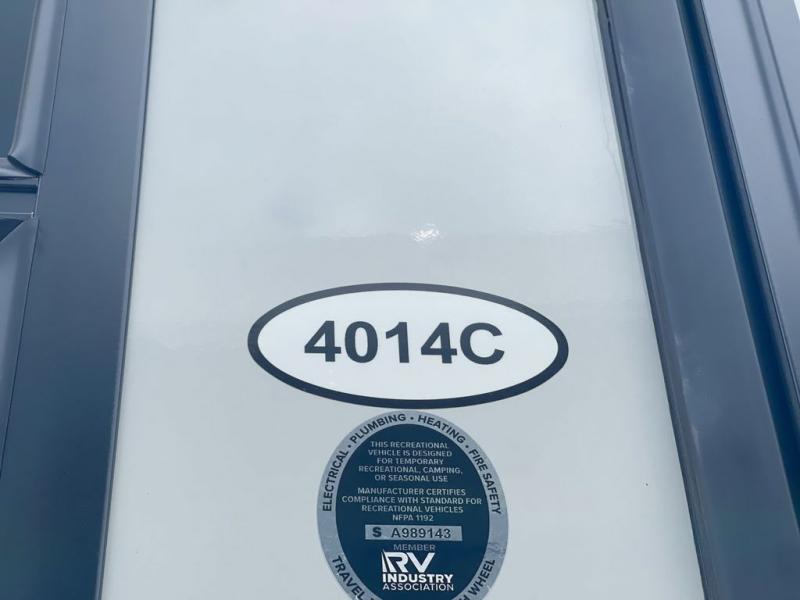 4014C
ELECTRICAL • PLUMBING • HEATING • FIRE SAFETY
THIS RECREATIONAL
VEHICLE IS DESIGNED
FOR TEMPORARY
RECREATIONAL, CAMPING,
OR SEASONAL USE
MANUFACTURER CERTIFIES
COMPLIANCE WITH STANDARD FOR
RECREATIONAL VEHICLES
NFPA 1192
S A989143
MEMBER
RV
INDUSTRY
ASSOCIATION
TRAVEL
WHEEL